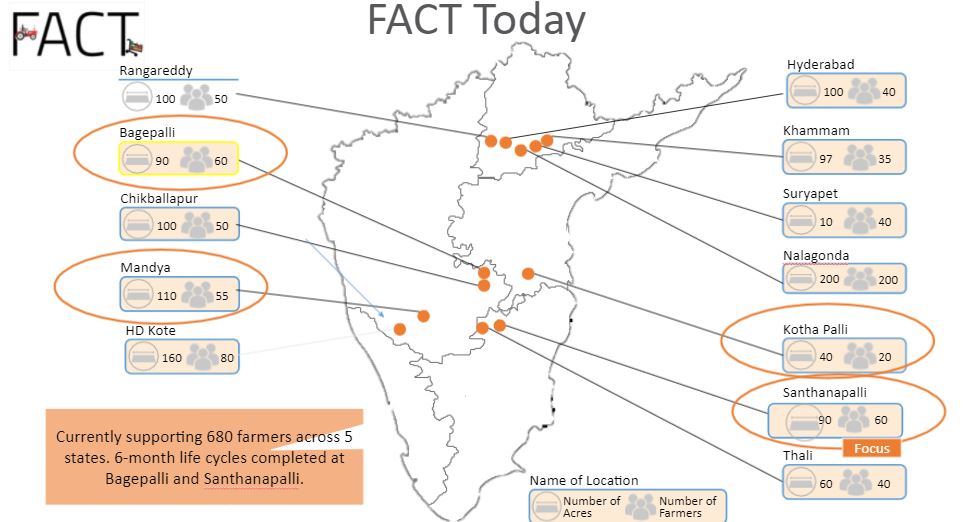 FACT Today
FACT
Rangareddy
100 50
Bagepalli
90 60
Chikballapur
100 50
Mandya
110 55
HD Kote
160 80
Hyderabad
100 40
Khammam
97 35
Suryapet
10 40
Nalagonda
200 200
Kotha Palli
40 20
Santhanapalli
90 60
Focus
Thali
60 40
Currently supporting 680 farmers across 5
states. 6-month life cycles completed at
Bagepalli and Santhanapalli.
Name of Location
Number of Number of
Acres Farmers